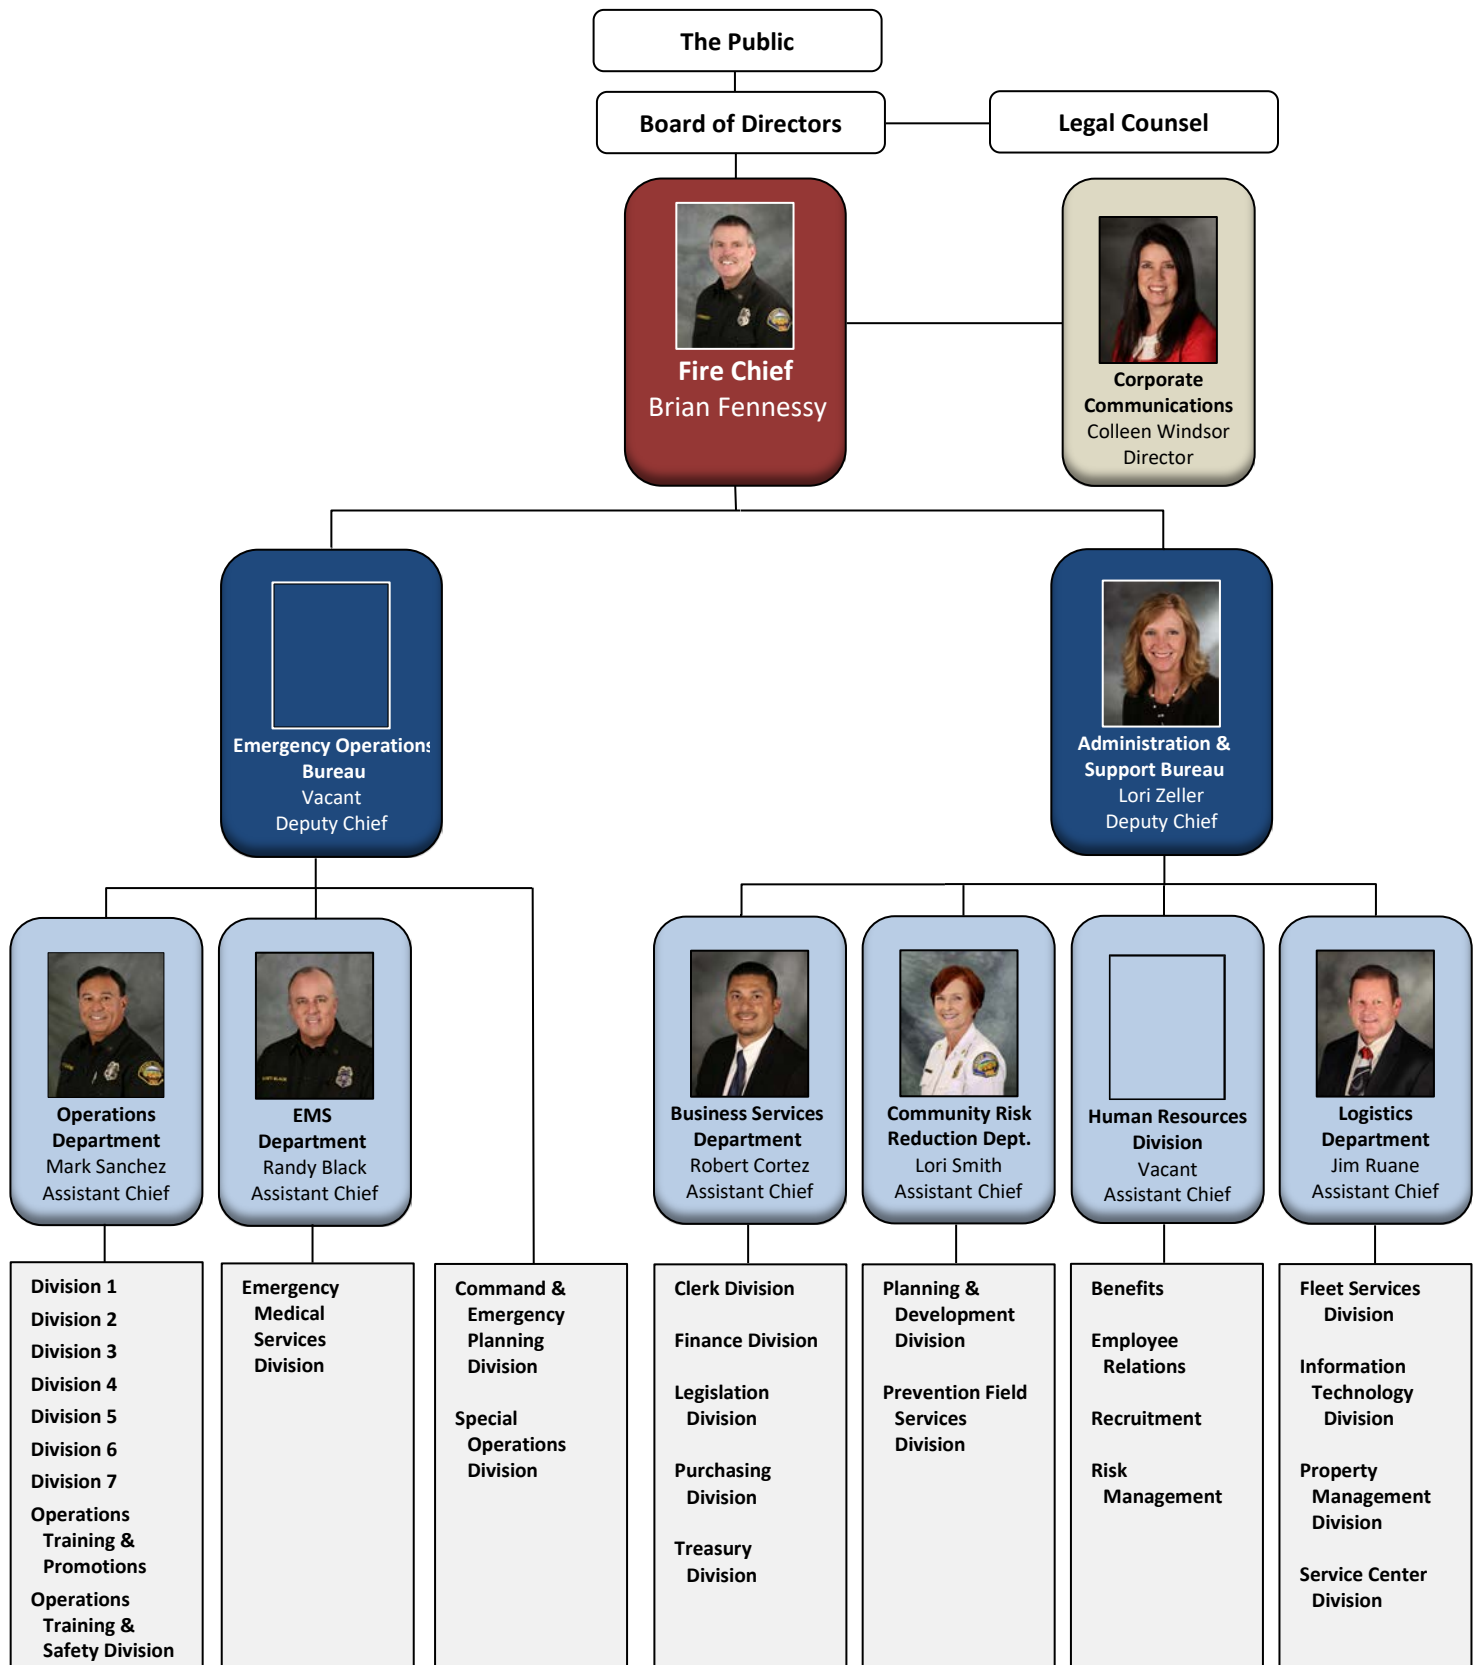 The Public
Board of Directors
Legal Counsel
Fire Chief
Brian Fennessy
Corporate
Communications
Colleen Windsor
Director
Emergency Operations
Bureau
Vacant
Deputy Chief
Administration &
Support Bureau
Lori Zeller
Deputy Chief
Operations
Department
Mark Sanchez
Assistant Chief
EMS
Department
Randy Black
Assistant Chief
Business Services
Department
Robert Cortez
Assistant Chief
Community Risk
Reduction Dept.
Lori Smith
Assistant Chief
Human Resources
Division
Vacant
Assistant Chief
Logistics
Department
Jim Ruane
Assistant Chief
Division 1
Division 2
Division 3
Division 4
Division 5
Division 6
Division 7
Operations
Training &
Promotions
Operations
Training &
Safety Division
Emergency
Medical
Services
Division
Command &
Emergency
Planning
Division
Special
Operations
Division
Clerk Division
Finance Division
Legislation
Division
Purchasing
Division
Treasury
Division
Planning &
Development
Division
Prevention Field
Services
Division
Benefits
Employee
Relations
Recruitment
Risk
Management
Fleet Services
Division
Information
Technology
Division
Property
Management
Division
Service Center
Division